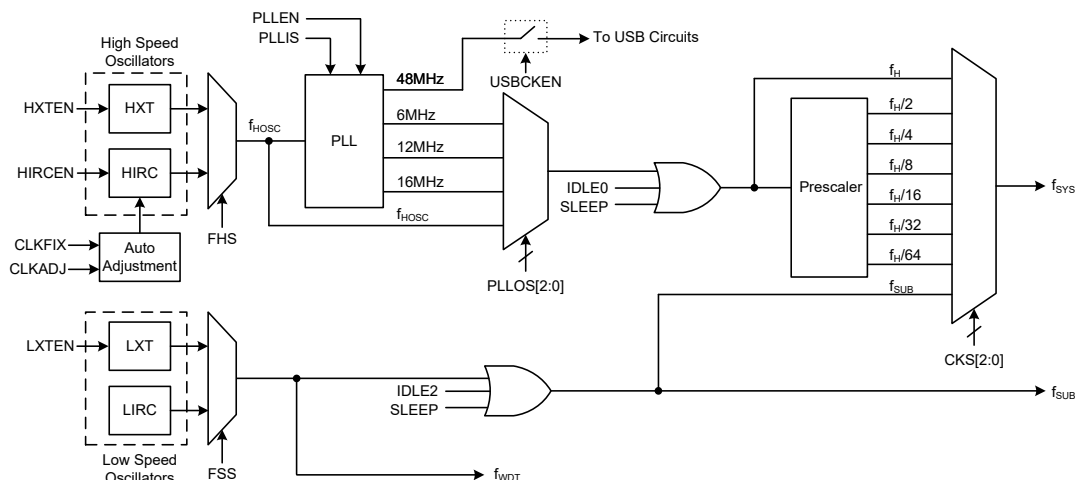 PLLEN
PLLIS
High Speed
Oscillators
To USB Circuits
48MHz
USBCKEN
HXTEN
HXT
HIRCEN
HIRC
fHOSC
PLL
6MHz
12MHz
16MHz
fHOSC
FHS
CLKFIX
CLKADJ
Auto
Adjustment
PLLOS[2:0]
IDLE0
SLEEP
Prescaler
fH
fH/2
fH/4
fH/8
fH/16
fH/32
fH/64
fSUB
fSYS
CKS[2:0]
LXTEN
LXT
LIRC
IDLE2
SLEEP
fSUB
Low Speed
Oscillators
FSS
fWDT